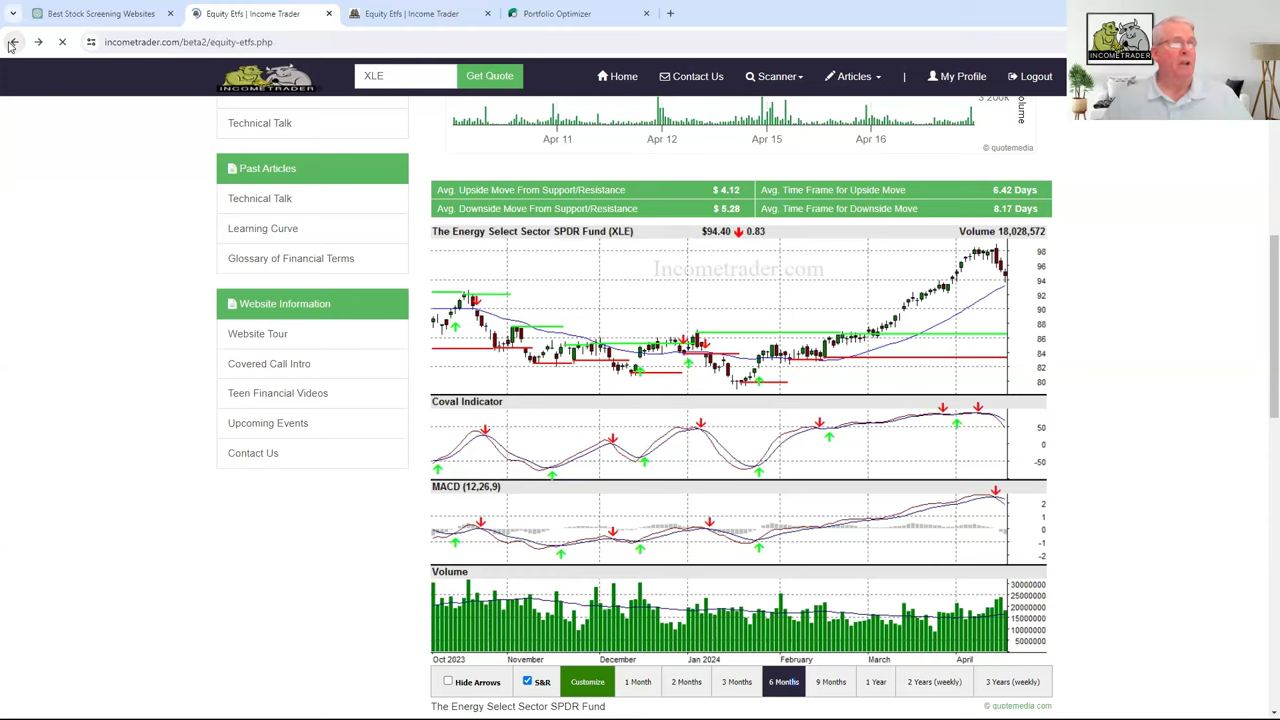 Best Stock Screening Websites
Equity Etfs | Income Trader
Equity Etfs | Income Trader
Portfolio Optimizer
incometrader.com/beta2/equity-etfs.php
INCOMETRADER
XLE
Get Quote
Home
Contact Us
Scanner
Articles
|
My Profile
Logout
INCOMETRADER
Technical Talk
Past Articles
Technical Talk
Learning Curve
Glossary of Financial Terms
Website Information
Website Tour
Covered Call Intro
Teen Financial Videos
Upcoming Events
Contact Us
200k
Volume
Apr 11 Apr 12 Apr 15 Apr 16
© quotemedia
Avg. Upside Move From Support/Resistance $ 4.12 Avg. Time Frame for Upside Move 6.42 Days
Avg. Downside Move From Support/Resistance $ 5.28 Avg. Time Frame for Downside Move 8.17 Days
The Energy Select Sector SPDR Fund (XLE) $94.40 0.83 Volume 18,028,572
Incometrader.com
98
96
94
92
90
88
86
84
82
80
Coval Indicator
50
0
-50
MACD (12,26,9)
2
1
0
-1
-2
Volume
30000000
25000000
20000000
15000000
10000000
5000000
Oct 2023 November December Jan 2024 February March April
Hide Arrows S&R Customize 1 Month 2 Months 3 Months 6 Months 9 Months 1 Year 2 Years (weekly) 3 Years (weekly)
The Energy Select Sector SPDR Fund
© quotemedia.com